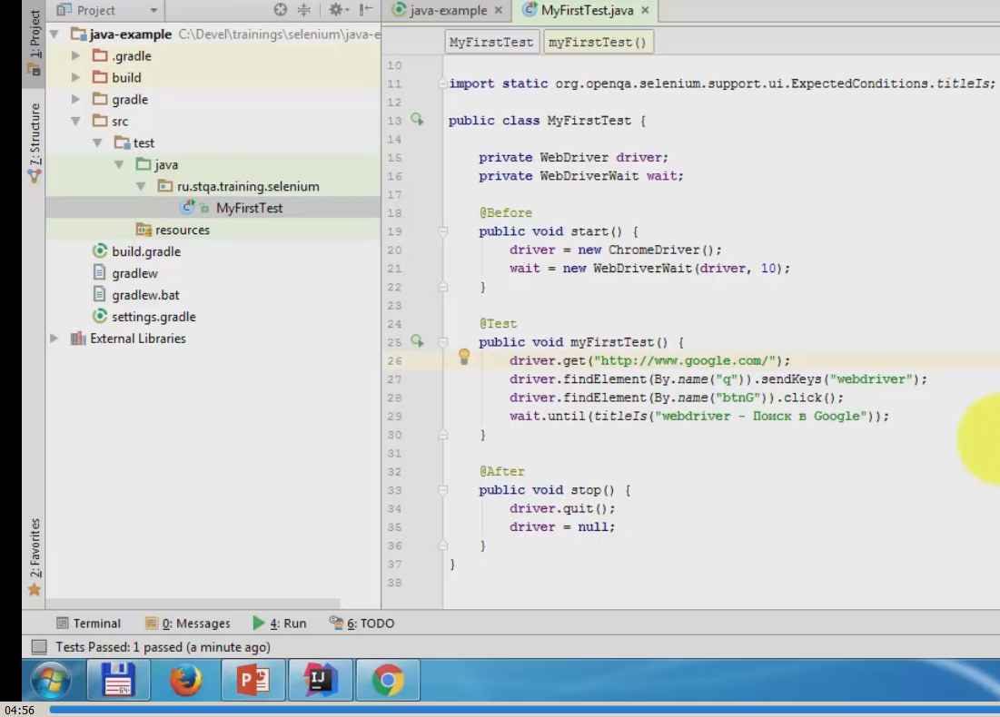 1: Project
Project
java-example
MyFirstTest.java
java-example C:\Devel\trainings\selenium\java-e
.gradle
build
gradle
src
test
java
ru.stqa.training.selenium
MyFirstTest
resources
build.gradle
gradlew
gradlew.bat
settings.gradle
External Libraries
7: Structure
2: Favorites
MyFirstTest myFirstTest()
10
11 import static org.openqa.selenium.support.ui.ExpectedConditions.titleIs;
12
13 public class MyFirstTest {
14
15 private WebDriver driver;
16 private WebDriverWait wait;
17
18 @Before
19 public void start() {
20 driver = new ChromeDriver();
21 wait = new WebDriverWait(driver, 10);
22 }
23
24 @Test
25 public void myFirstTest() {
26 driver.get("http://www.google.com/");
27 driver.findElement(By.name("q")).sendKeys("webdriver");
28 driver.findElement(By.name("btnG")).click();
29 wait.until(titleIs("webdriver - Поиск в Google"));
30 }
31
32 @After
33 public void stop() {
34 driver.quit();
35 driver = null;
36 }
37 }
38
Terminal 0: Messages 4: Run 6: TODO
Tests Passed: 1 passed (a minute ago)
64
P
IJ
04:56